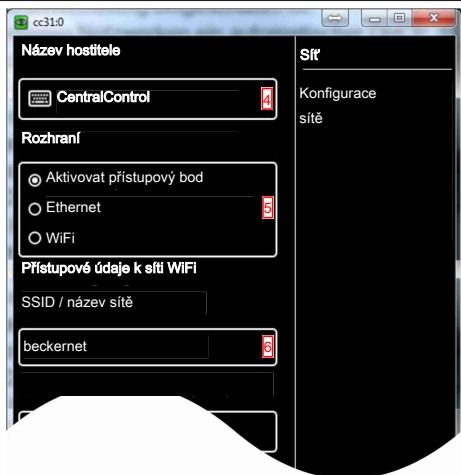 cc31:0
Název hostitele
CentralControl
4
Rozhraní
Aktivovat přístupový bod
Ethernet
5
WiFi
Přístupové údaje k síti WiFi
SSID / název sítě
beckernet
6
Síť
Konfigurace
sítě